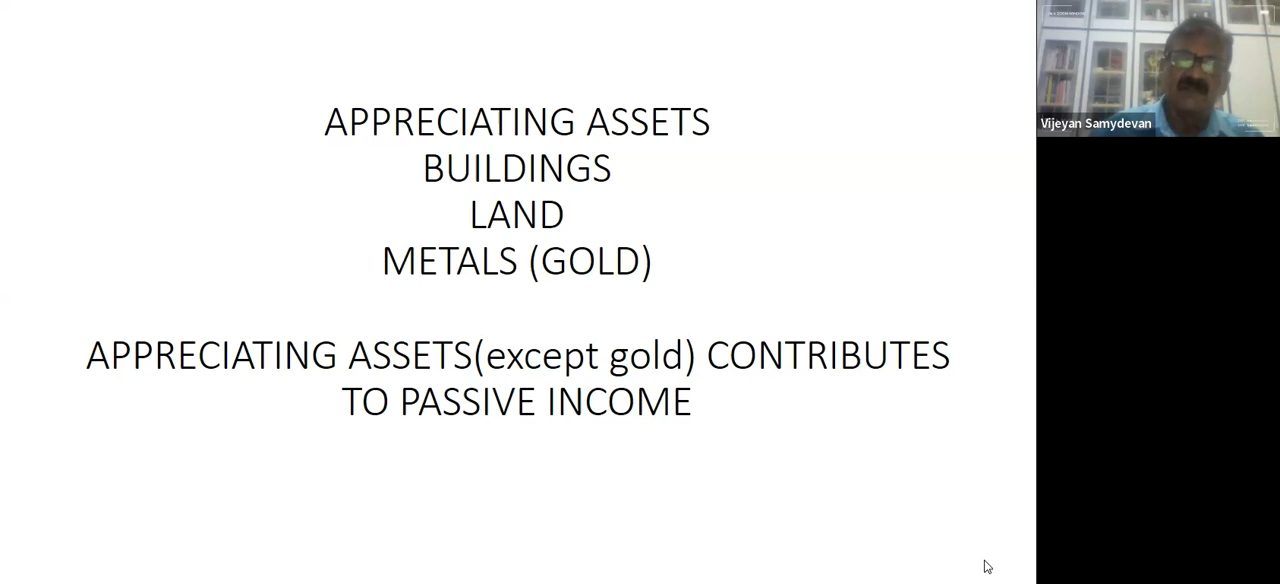 APPRECIATING ASSETS
BUILDINGS
LAND
METALS (GOLD)
APPRECIATING ASSETS(except gold) CONTRIBUTES
TO PASSIVE INCOME
Vijeyan Samydevan